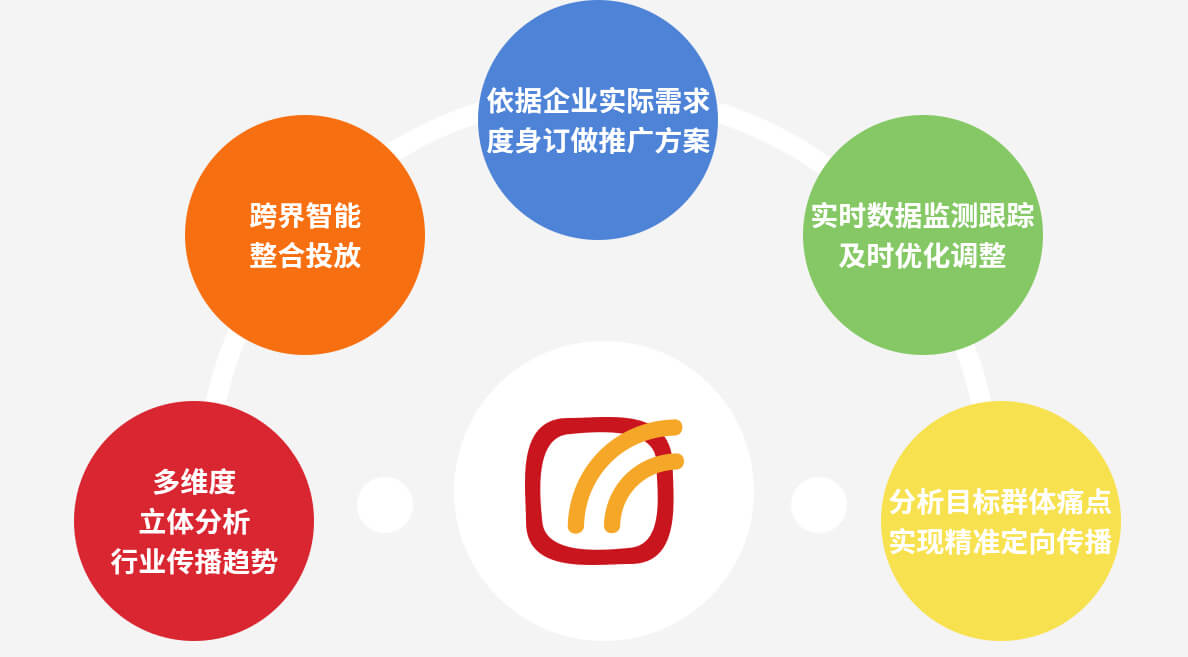 依据企业实际需求
度身订做推广方案
跨界智能
整合投放
实时数据监测跟踪
及时优化调整
多维度
立体分析
行业传播趋势
分析目标群体痛点
实现精准定向传播